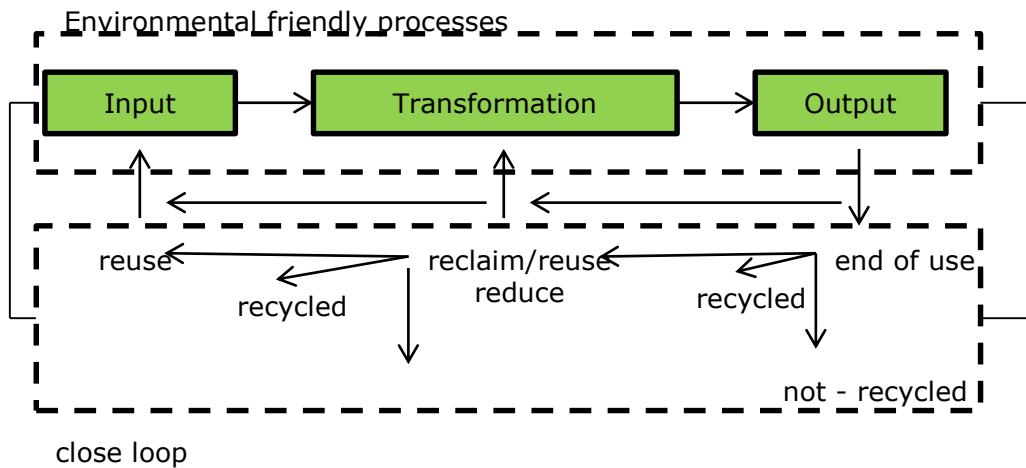 Environmental friendly processes
Input
Transformation
Output
reuse
reclaim/reuse
reduce
end of use
recycled
recycled
not - recycled
close loop